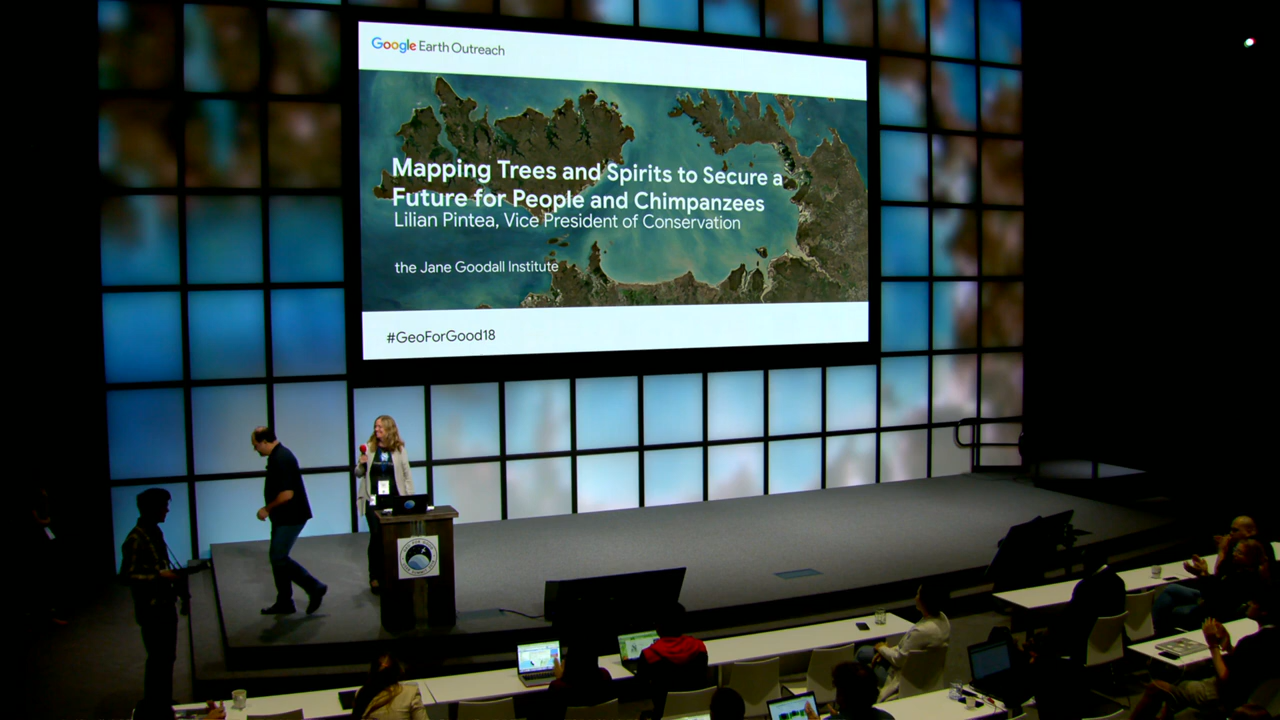 Google Earth Outreach
Mapping Trees and Spirits to Secure a
Future for People and Chimpanzees
Lilian Pintea, Vice President of Conservation
the Jane Goodall Institute
#GeoForGood18